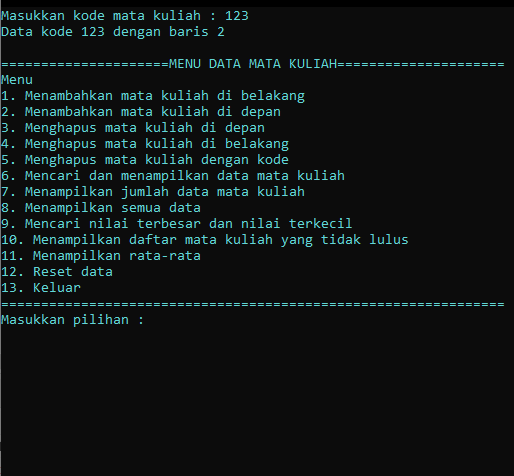 Masukkan kode mata kuliah : 123
Data kode 123 dengan baris 2
=====================MENU DATA MATA KULIAH=====================
Menu
1. Menambahkan mata kuliah di belakang
2. Menambahkan mata kuliah di depan
3. Menghapus mata kuliah di depan
4. Menghapus mata kuliah di belakang
5. Menghapus mata kuliah dengan kode
6. Mencari dan menampilkan data mata kuliah
7. Menampilkan jumlah data mata kuliah
8. Menampilkan semua data
9. Mencari nilai terbesar dan nilai terkecil
10. Menampilkan daftar mata kuliah yang tidak lulus
11. Menampilkan rata-rata
12. Reset data
13. Keluar
===============================================================
Masukkan pilihan :